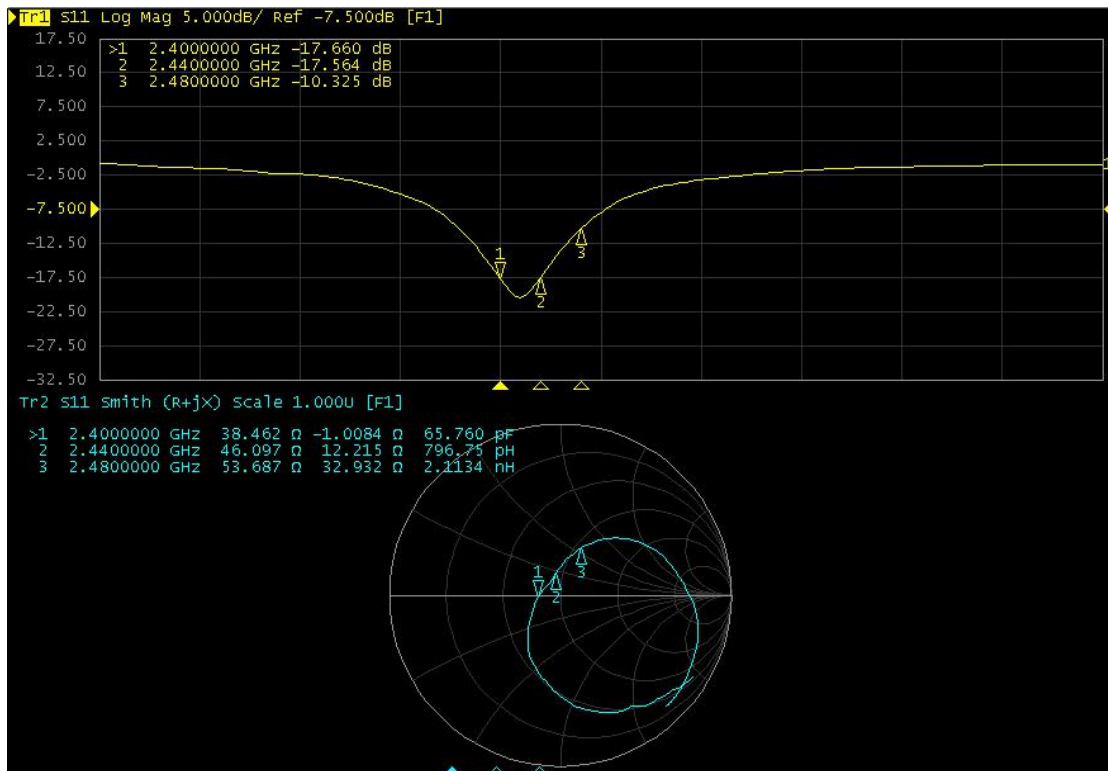 Tr1 S11 Log Mag 5.000dB/ Ref -7.500dB [F1]
17.50
>1 2.4000000 GHz -17.660 dB
2 2.4400000 GHz -17.564 dB
3 2.4800000 GHz -10.325 dB
12.50
7.500
2.500
-2.500
-7.500
-12.50
-17.50
-22.50
-27.50
-32.50
1
2
3
Tr2 S11 Smith (R+jX) Scale 1.000U [F1]
>1 2.4000000 GHz 38.462 Ω -1.0084 Ω 65.760 pF
2 2.4400000 GHz 46.097 Ω 12.215 Ω 796.75 pH
3 2.4800000 GHz 53.687 Ω 32.932 Ω 2.1134 nH
1
2
3